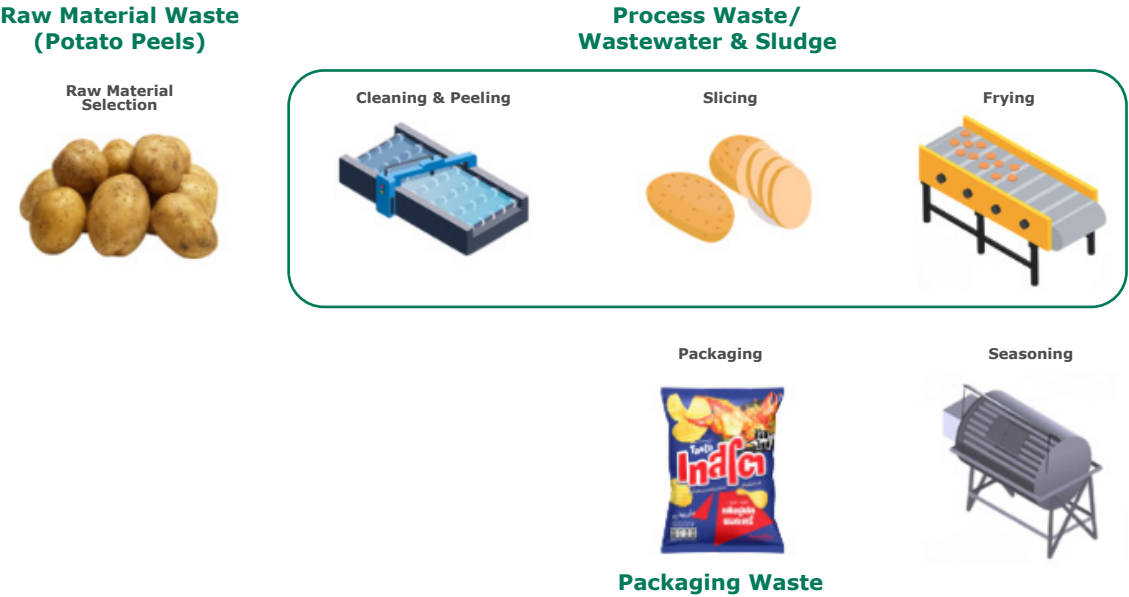 Raw Material Waste
(Potato Peels)
Process Waste/
Wastewater & Sludge
Raw Material
Selection
Cleaning & Peeling
Slicing
Frying
Packaging
Seasoning
Tasto
เทสโต
Packaging Waste